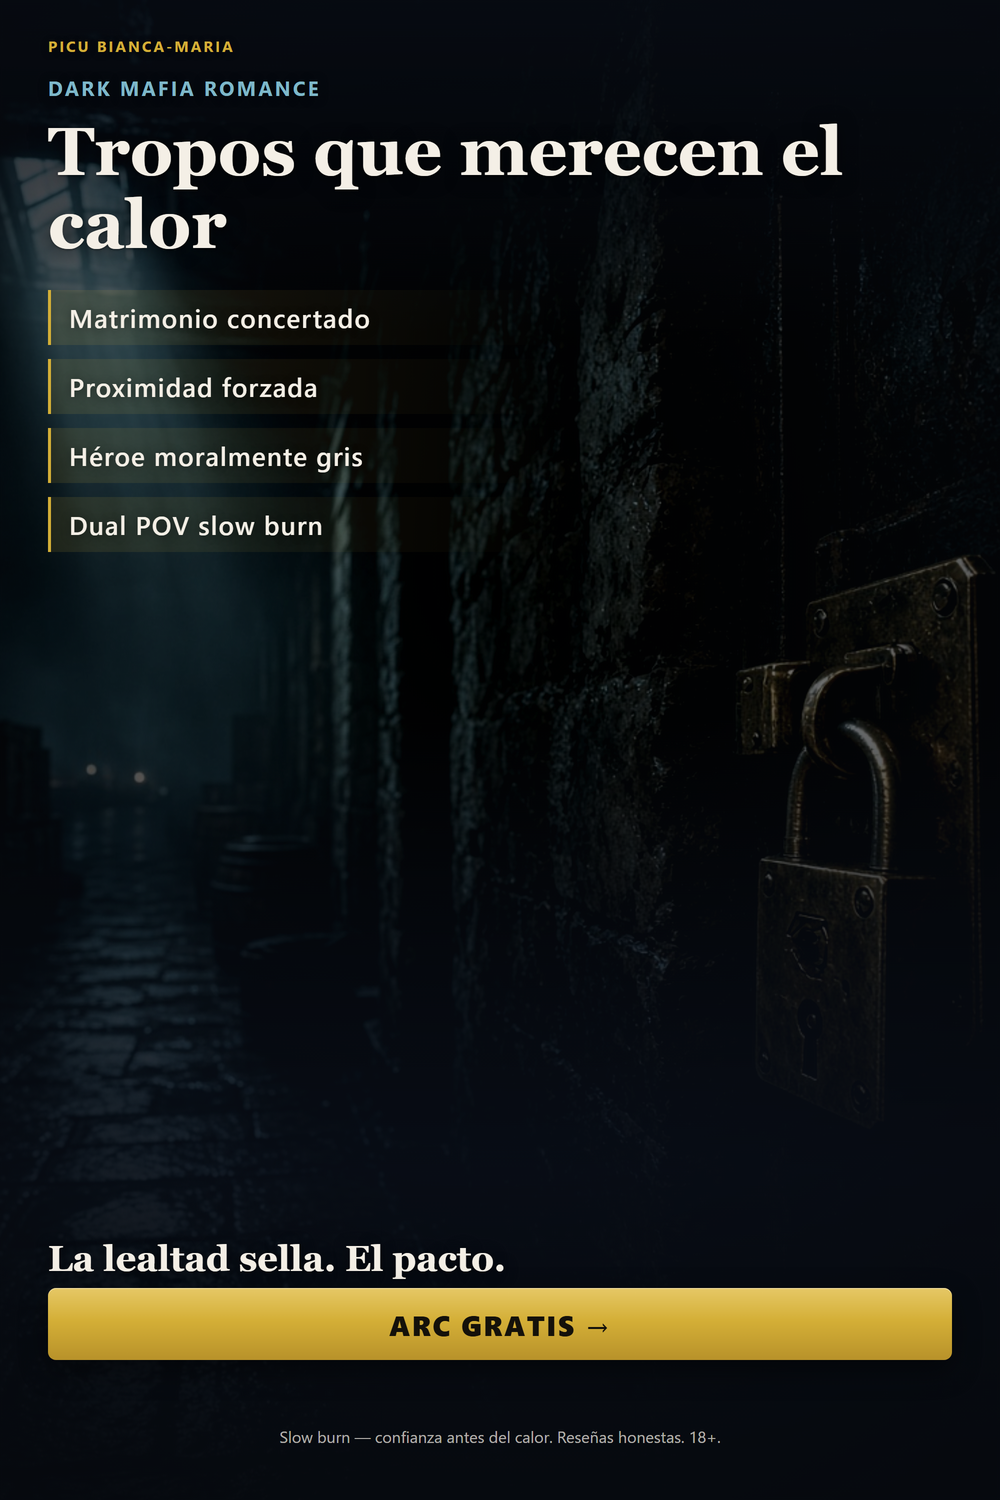 PICU BIANCA-MARIA
DARK MAFIA ROMANCE
Tropos que merecen el
calor
Matrimonio concertado
Proximidad forzada
Héroe moralmente gris
Dual POV slow burn
La lealtad sella. El pacto.
ARC GRATIS →
Slow burn — confianza antes del calor. Reseñas honestas. 18+.